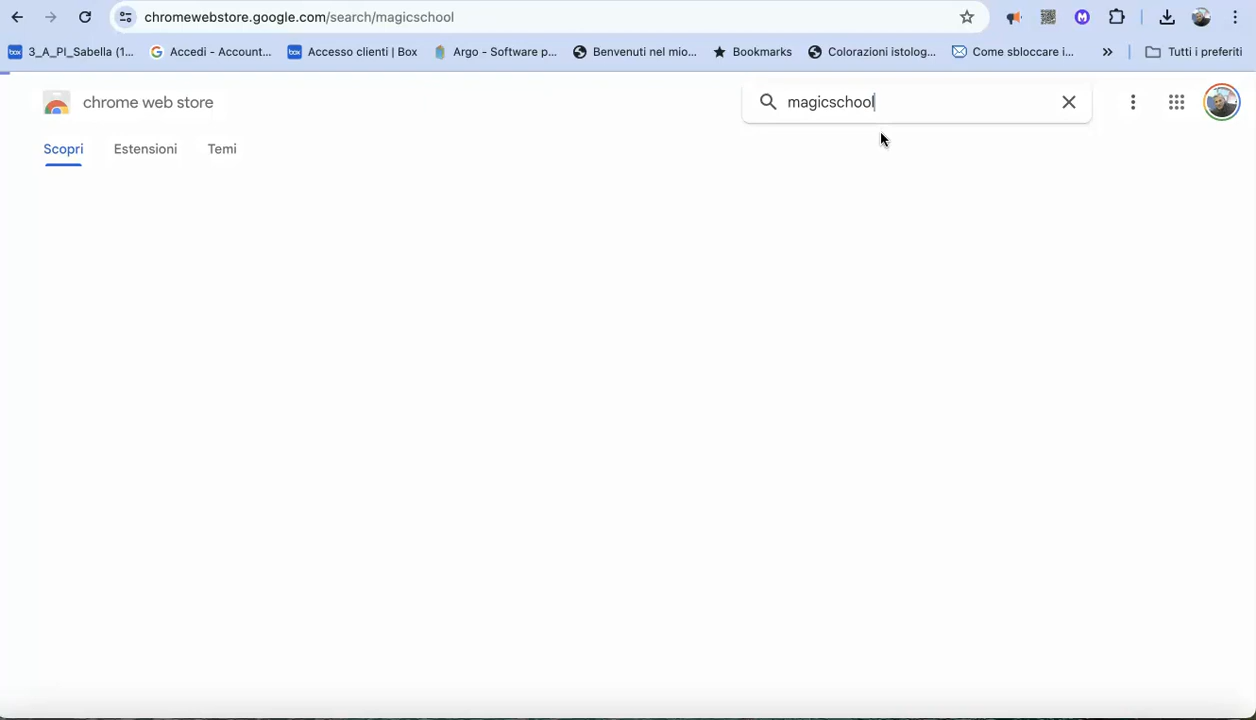 chromewebstore.google.com/search/magicschool
3_A_PI_Sabella (1... Accedi - Account... Accesso clienti | Box Argo - Software p... Benvenuti nel mio... Bookmarks Colorazioni istolog... Come sbloccare i... » Tutti i preferiti
chrome web store magicschool
Scopri Estensioni Temi